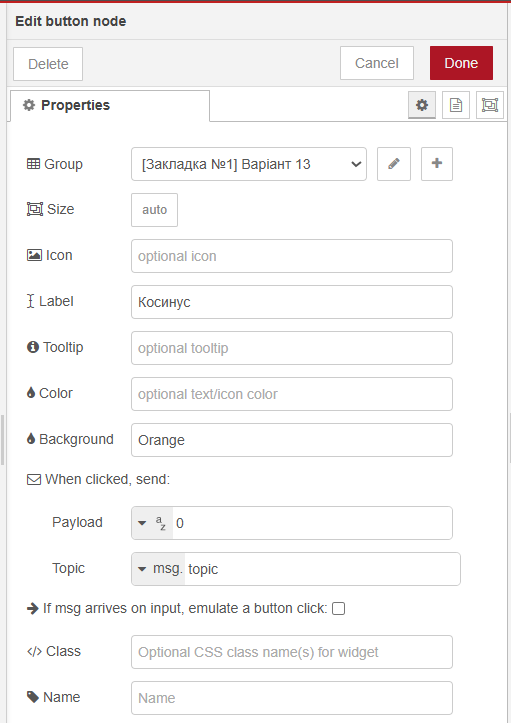 Edit button node
Delete
Cancel
Done
Properties
Group
[Закладка №1] Варіант 13
Size
auto
Icon
optional icon
Label
Косинус
Tooltip
optional tooltip
Color
optional text/icon color
Background
Orange
When clicked, send:
Payload
a
z
0
Topic
msg. topic
If msg arrives on input, emulate a button click:
Class
Optional CSS class name(s) for widget
Name
Name